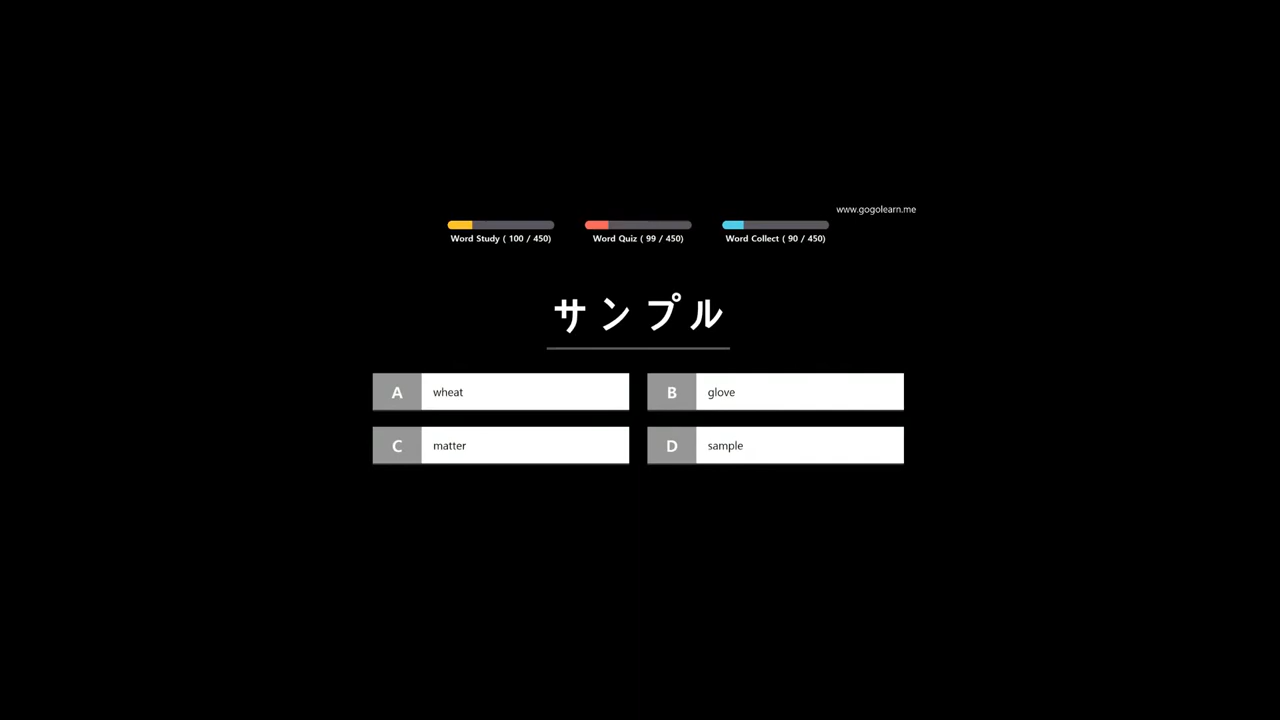 www.gogolearn.me
Word Study ( 100 / 450)
Word Quiz ( 99 / 450)
Word Collect ( 90 / 450)
サンプル
A wheat
B glove
C matter
D sample